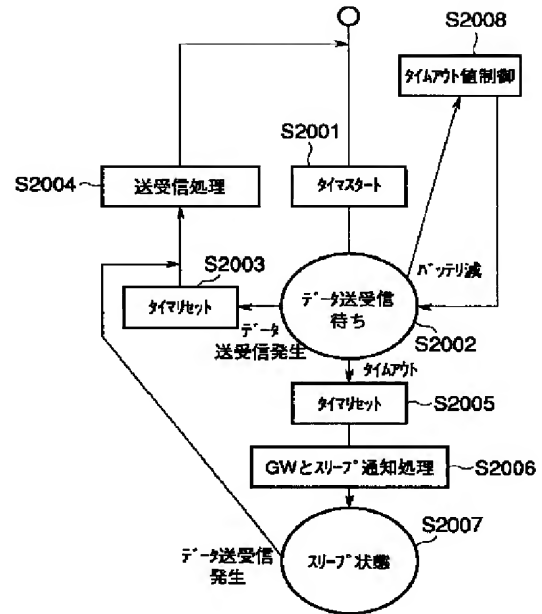 S2008
タイムアウト値制御
S2001
タイマスタート
S2004
送受信処理
S2003
タイマリセット
バッテリ減
データ送受信
待ち
S2002
データ
送受信発生
タイムアウト
タイマリセット
S2005
GWとスリープ通知処理
S2006
S2007
スリープ状態
データ送受信
発生